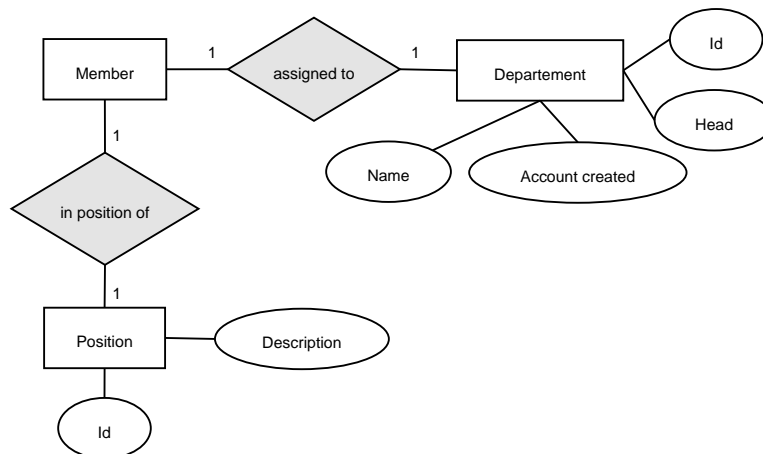 Member
1
assigned to
1
Departement
Id
Head
Name
Account created
1
in position of
1
Position
Description
Id